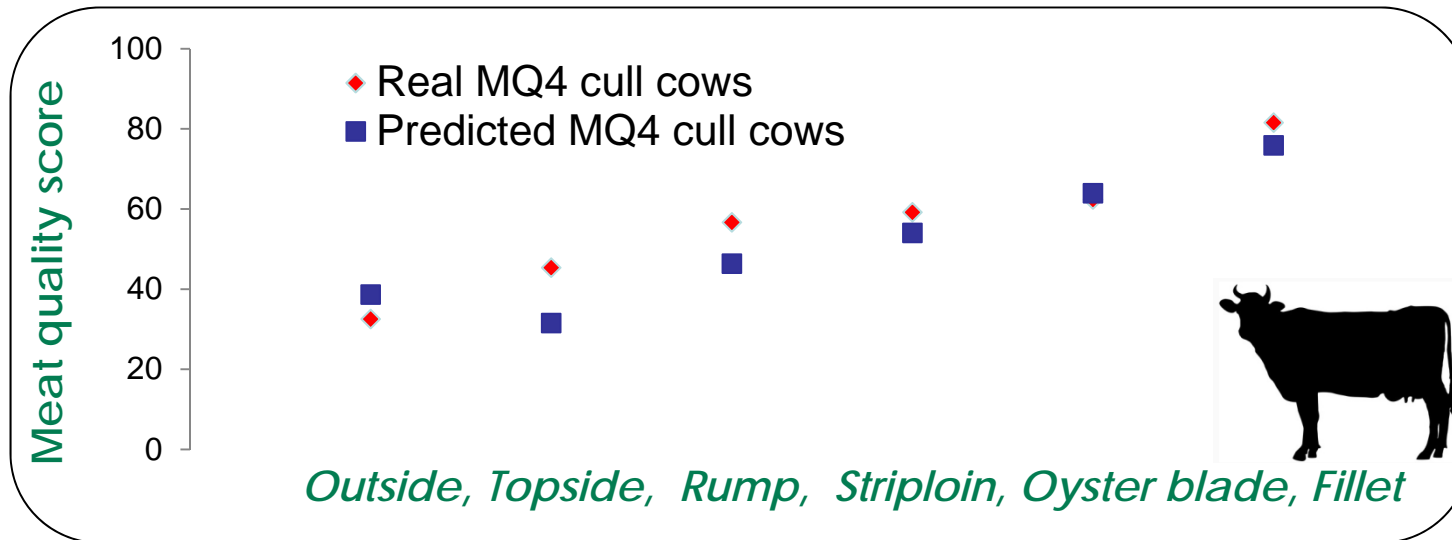 100
80
60
40
20
0
Meat quality score
Real MQ4 cull cows
Predicted MQ4 cull cows
Outside, Topside, Rump, Striploin, Oyster blade, Fillet